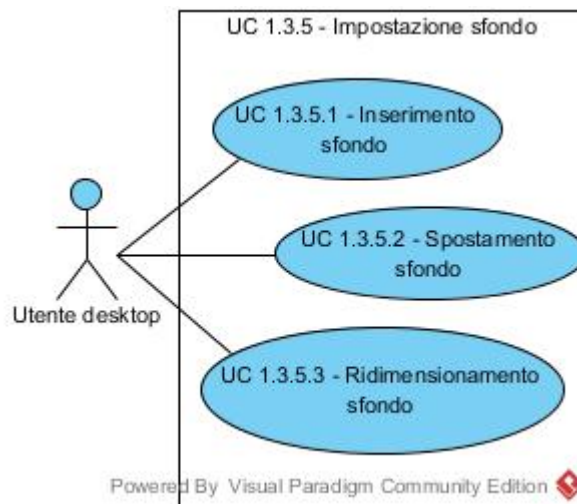 UC 1.3.5 - Impostazione sfondo
UC 1.3.5.1 - Inserimento
sfondo
UC 1.3.5.2 - Spostamento
sfondo
Utente desktop
UC 1.3.5.3 - Ridimensionamento
sfondo
Powered By Visual Paradigm Community Edition